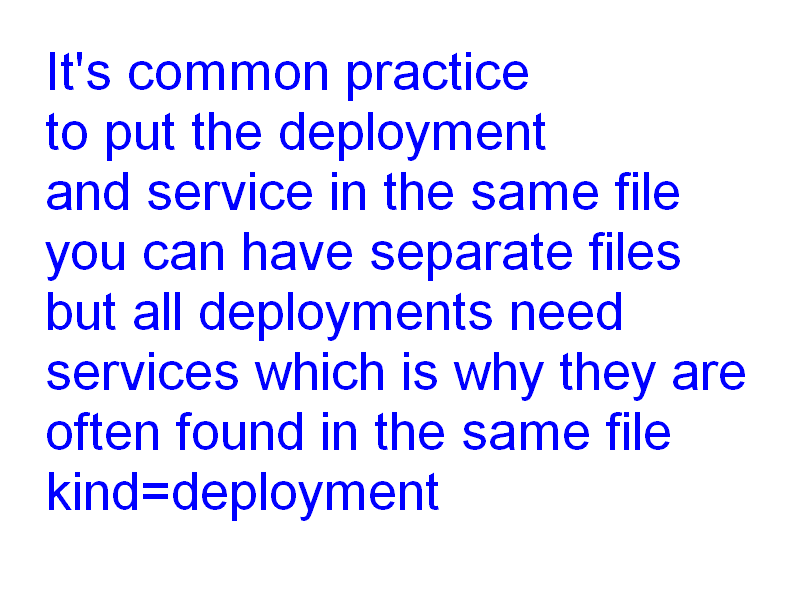 It's common practice
to put the deployment
and service in the same file
you can have separate files
but all deployments need
services which is why they are
often found in the same file
kind=deployment